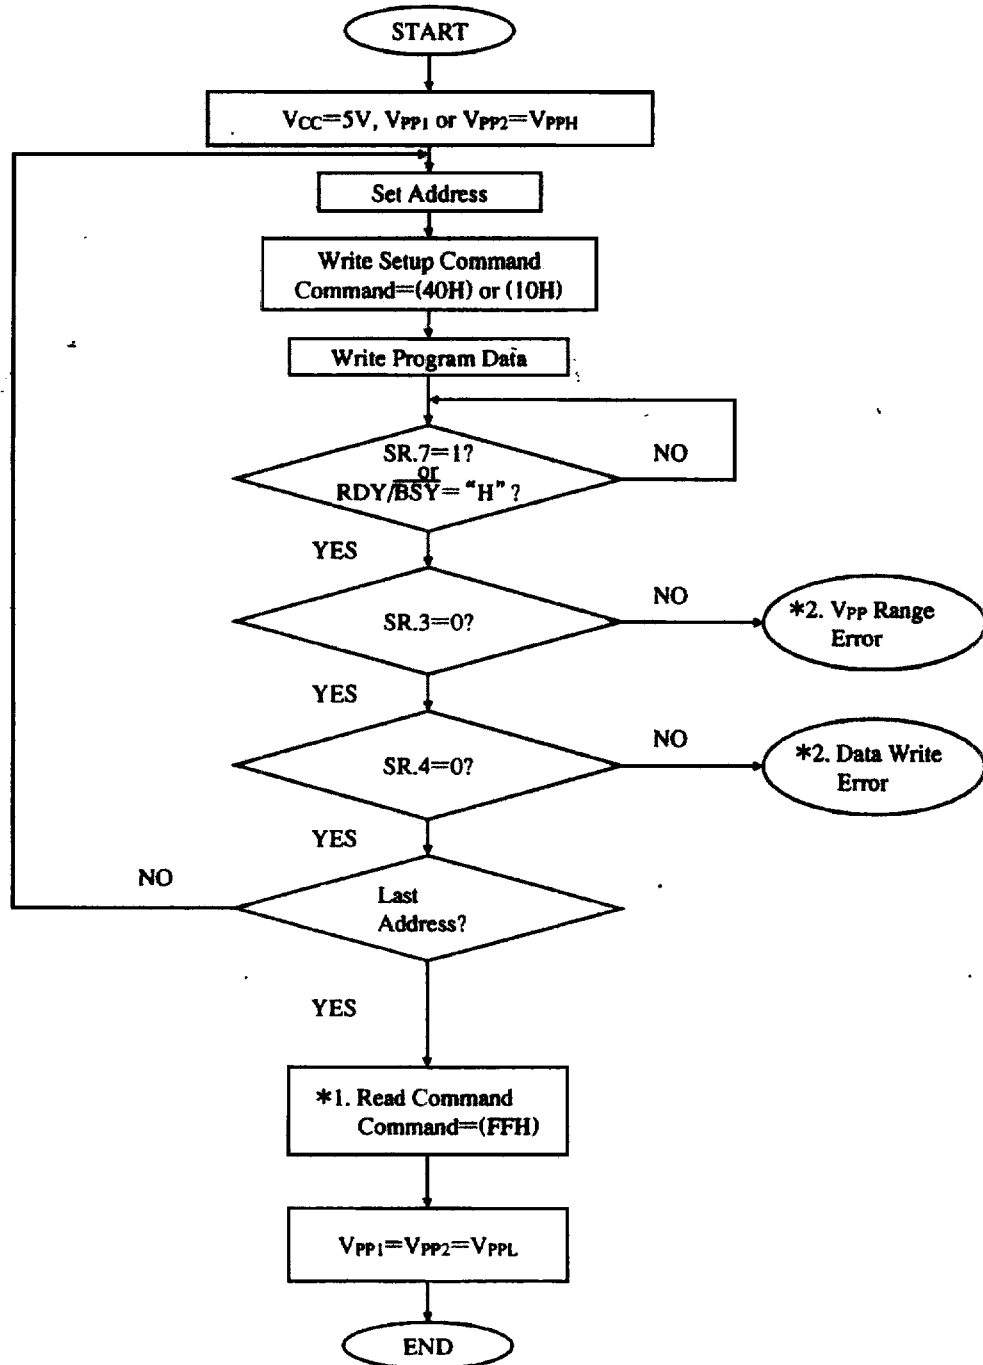 START
VCC=5V, VPP1 or VPP2=VPPH
Set Address
Write Setup Command
Command=(40H) or (10H)
Write Program Data
SR.7=1?
or
RDY/B̅S̅Y̅= "H" ?
NO
YES
SR.3=0?
NO
*2. VPP Range
Error
YES
SR.4=0?
NO
*2. Data Write
Error
YES
NO
Last
Address?
YES
*1. Read Command
Command=(FFH)
VPP1=VPP2=VPPL
END